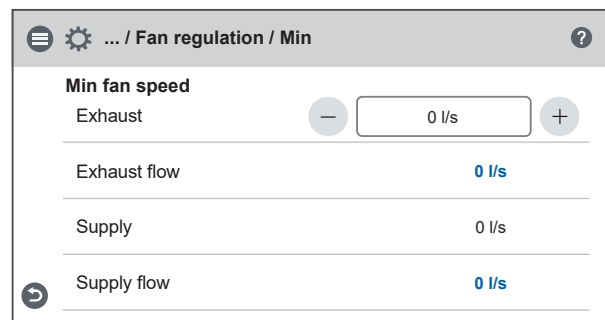 ... / Fan regulation / Min ?
Min fan speed
Exhaust − 0 l/s +
Exhaust flow 0 l/s
Supply 0 l/s
Supply flow 0 l/s